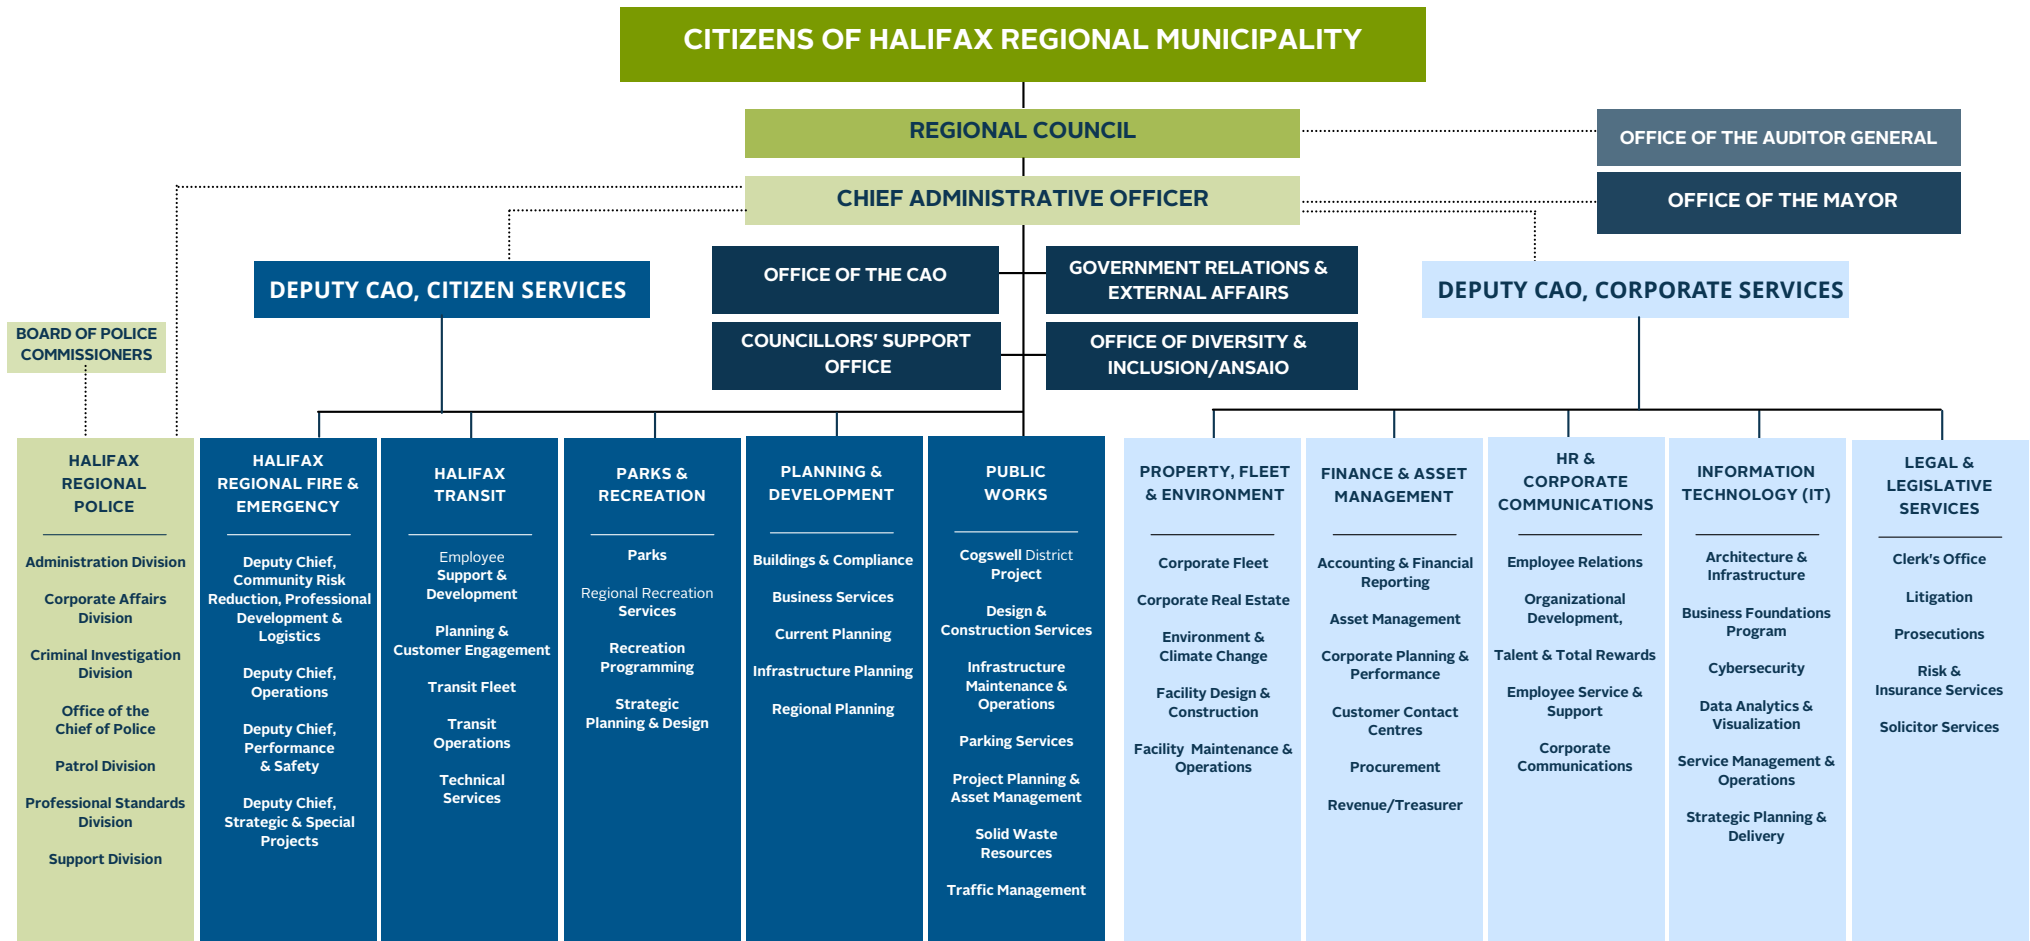 CITIZENS OF HALIFAX REGIONAL MUNICIPALITY
REGIONAL COUNCIL
OFFICE OF THE AUDITOR GENERAL
CHIEF ADMINISTRATIVE OFFICER
OFFICE OF THE MAYOR
DEPUTY CAO, CITIZEN SERVICES
OFFICE OF THE CAO
GOVERNMENT RELATIONS &
EXTERNAL AFFAIRS
DEPUTY CAO, CORPORATE SERVICES
BOARD OF POLICE
COMMISSIONERS
COUNCILLORS' SUPPORT
OFFICE
OFFICE OF DIVERSITY &
INCLUSION/ANSAIO
HALIFAX
REGIONAL
POLICE
Administration Division
Corporate Affairs
Division
Criminal Investigation
Division
Office of the
Chief of Police
Patrol Division
Professional Standards
Division
Support Division
HALIFAX
REGIONAL FIRE &
EMERGENCY
Deputy Chief,
Community Risk
Reduction, Professional
Development &
Logistics
Deputy Chief,
Operations
Deputy Chief,
Performance
& Safety
Deputy Chief,
Strategic & Special
Projects
HALIFAX
TRANSIT
Employee
Support &
Development
Planning &
Customer Engagement
Transit Fleet
Transit
Operations
Technical
Services
PARKS &
RECREATION
Parks
Regional Recreation
Services
Recreation
Programming
Strategic
Planning & Design
PLANNING &
DEVELOPMENT
Buildings & Compliance
Business Services
Current Planning
Infrastructure Planning
Regional Planning
PUBLIC
WORKS
Cogswell District
Project
Design &
Construction Services
Infrastructure
Maintenance &
Operations
Parking Services
Project Planning &
Asset Management
Solid Waste
Resources
Traffic Management
PROPERTY, FLEET
& ENVIRONMENT
Corporate Fleet
Corporate Real Estate
Environment &
Climate Change
Facility Design &
Construction
Facility Maintenance &
Operations
FINANCE & ASSET
MANAGEMENT
Accounting & Financial
Reporting
Asset Management
Corporate Planning &
Performance
Customer Contact
Centres
Procurement
Revenue/Treasurer
HR &
CORPORATE
COMMUNICATIONS
Employee Relations
Organizational
Development,
Talent & Total Rewards
Employee Service &
Support
Corporate
Communications
INFORMATION
TECHNOLOGY (IT)
Architecture &
Infrastructure
Business Foundations
Program
Cybersecurity
Data Analytics &
Visualization
Service Management &
Operations
Strategic Planning &
Delivery
LEGAL &
LEGISLATIVE
SERVICES
Clerk's Office
Litigation
Prosecutions
Risk &
Insurance Services
Solicitor Services